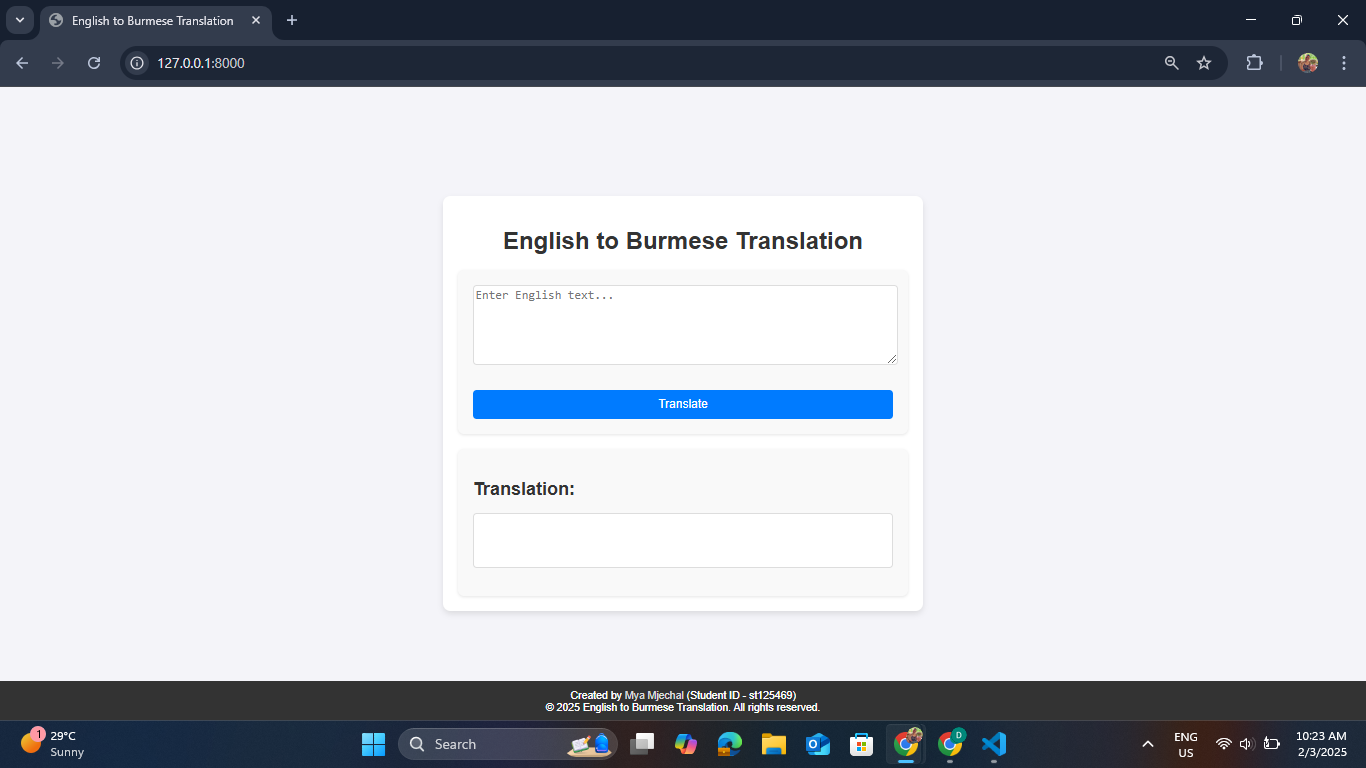 English to Burmese Translation
127.0.0.1:8000
English to Burmese Translation
Enter English text...
Translate
Translation:
Created by Mya Mjechal (Student ID - st125469)
© 2025 English to Burmese Translation. All rights reserved.
1
29°C
Sunny
Search
D
ENG
US
10:23 AM
2/3/2025